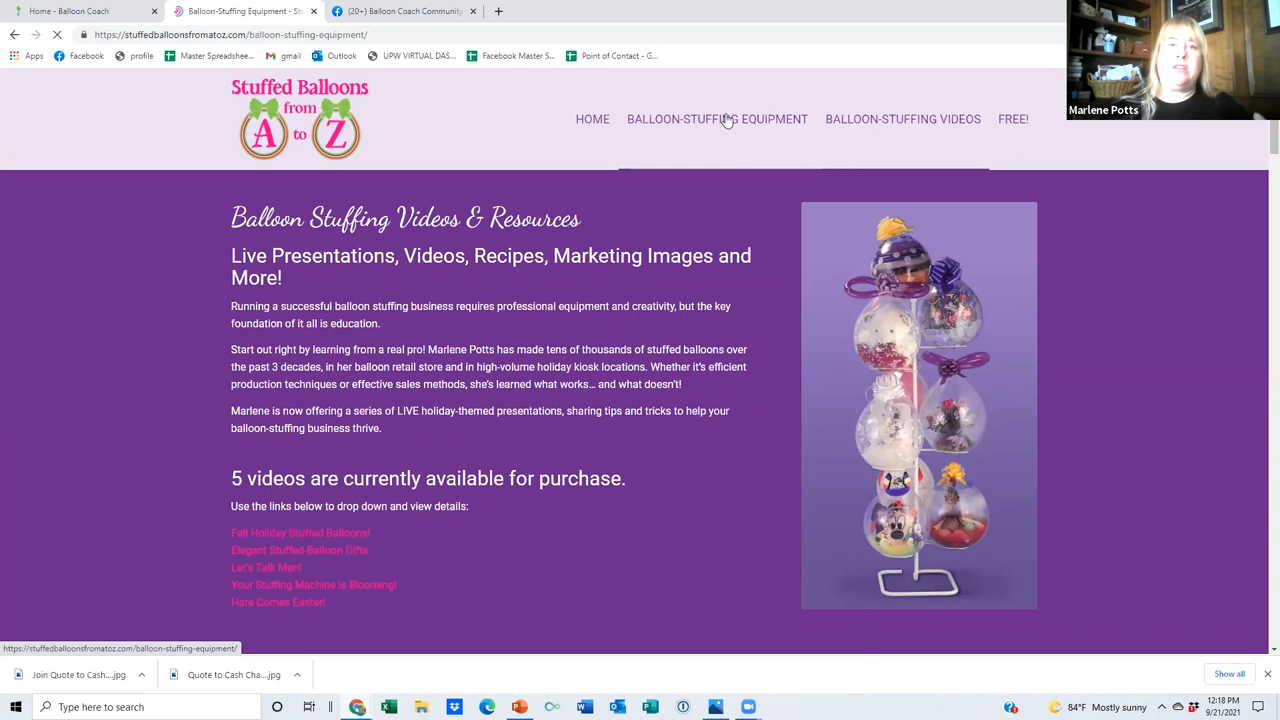 Home - Balloon Coach
Balloon-Stuffing Equipment - Stu
(20+) Balloon Coach Community
https://stuffedballoonsfromatoz.com/balloon-stuffing-equipment/
Apps
Facebook
profile
Master Spreadshee...
gmail
Outlook
UPW VIRTUAL DAS...
Facebook Master S...
Point of Contact - G...
Marlene Potts
Stuffed Balloons
from
A to Z
HOME
BALLOON-STUFFING EQUIPMENT
BALLOON-STUFFING VIDEOS
FREE!
Balloon Stuffing Videos & Resources
Live Presentations, Videos, Recipes, Marketing Images and
More!
Running a successful balloon stuffing business requires professional equipment and creativity, but the key
foundation of it all is education.
Start out right by learning from a real pro! Marlene Potts has made tens of thousands of stuffed balloons over
the past 3 decades, in her balloon retail store and in high-volume holiday kiosk locations. Whether it's efficient
production techniques or effective sales methods, she's learned what works... and what doesn't!
Marlene is now offering a series of LIVE holiday-themed presentations, sharing tips and tricks to help your
balloon-stuffing business thrive.
5 videos are currently available for purchase.
Use the links below to drop down and view details:
Fall Holiday Stuffed Balloons!
Elegant Stuffed-Balloon Gifts
Let's Talk Men!
Your Stuffing Machine is Blooming!
Hare Comes Easter!
https://stuffedballoonsfromatoz.com/balloon-stuffing-equipment/
Join Quote to Cash....jpg
Quote to Cash Cha....jpg
Show all
Type here to search
84°F Mostly sunny
12:18 PM
9/21/2021